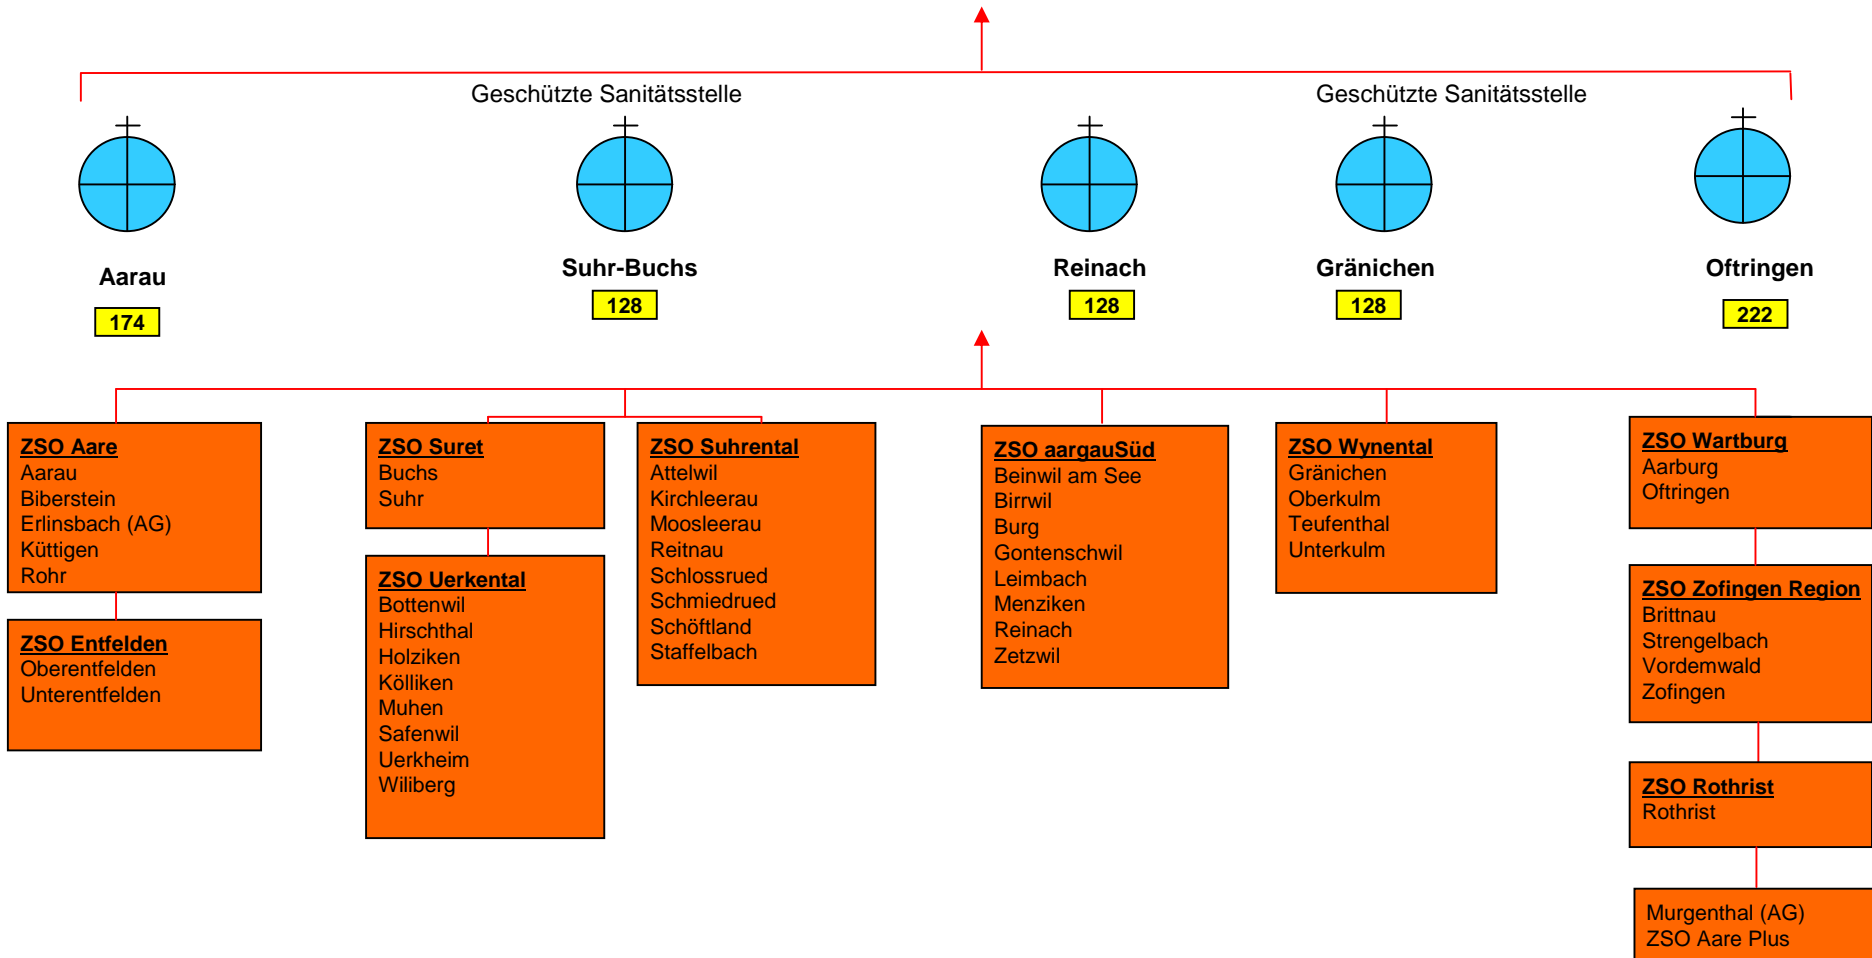 Geschützte Sanitätsstelle
Geschützte Sanitätsstelle
Aarau
174
Suhr-Buchs
128
Reinach
128
Gränichen
128
Oftringen
222
ZSO Aare
Aarau
Biberstein
Erlinsbach (AG)
Küttigen
Rohr
ZSO Entfelden
Oberentfelden
Unterentfelden
ZSO Suret
Buchs
Suhr
ZSO Uerkental
Bottenwil
Hirschthal
Holziken
Kölliken
Muhen
Safenwil
Uerkheim
Wiliberg
ZSO Suhrental
Attelwil
Kirchleerau
Moosleerau
Reitnau
Schlossrued
Schmiedrued
Schöftland
Staffelbach
ZSO aargauSüd
Beinwil am See
Birrwil
Burg
Gontenschwil
Leimbach
Menziken
Reinach
Zetzwil
ZSO Wynental
Gränichen
Oberkulm
Teufenthal
Unterkulm
ZSO Wartburg
Aarburg
Oftringen
ZSO Zofingen Region
Brittnau
Strengelbach
Vordemwald
Zofingen
ZSO Rothrist
Rothrist
Murgenthal (AG)
ZSO Aare Plus